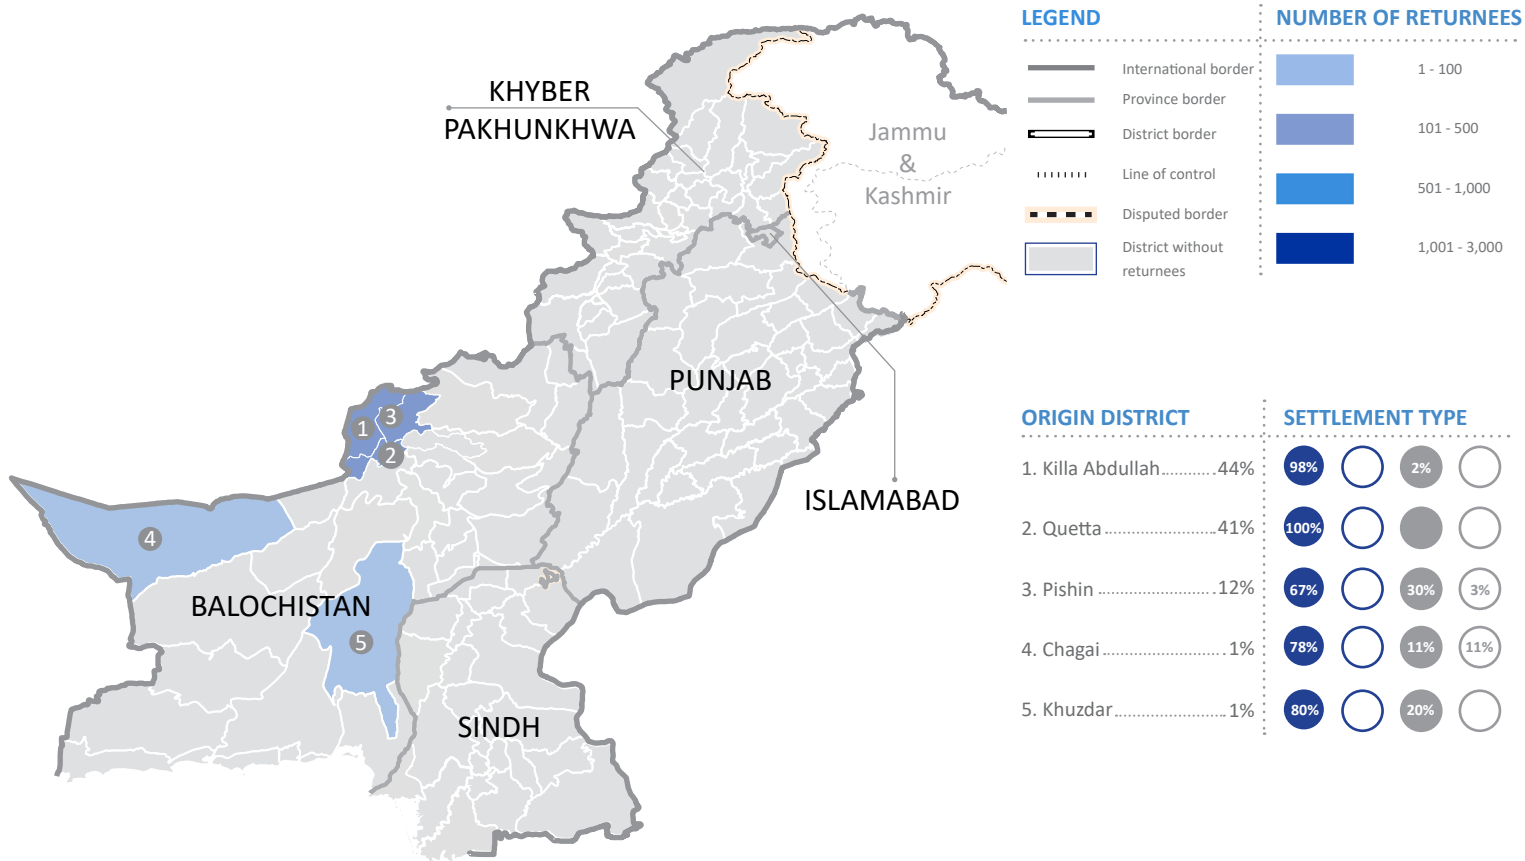 KHYBER
PAKHUNKHWA
Jammu
&
Kashmir
PUNJAB
ISLAMABAD
1
3
2
4
BALOCHISTAN
5
SINDH
LEGEND
International border
Province border
District border
Line of control
Disputed border
District without
returnees
NUMBER OF RETURNEES
1 - 100
101 - 500
501 - 1,000
1,001 - 3,000
ORIGIN DISTRICT SETTLEMENT TYPE
1. Killa Abdullah 44% 98% 2%
2. Quetta 41% 100%
3. Pishin 12% 67% 30% 3%
4. Chagai 1% 78% 11% 11%
5. Khuzdar 1% 80% 20%